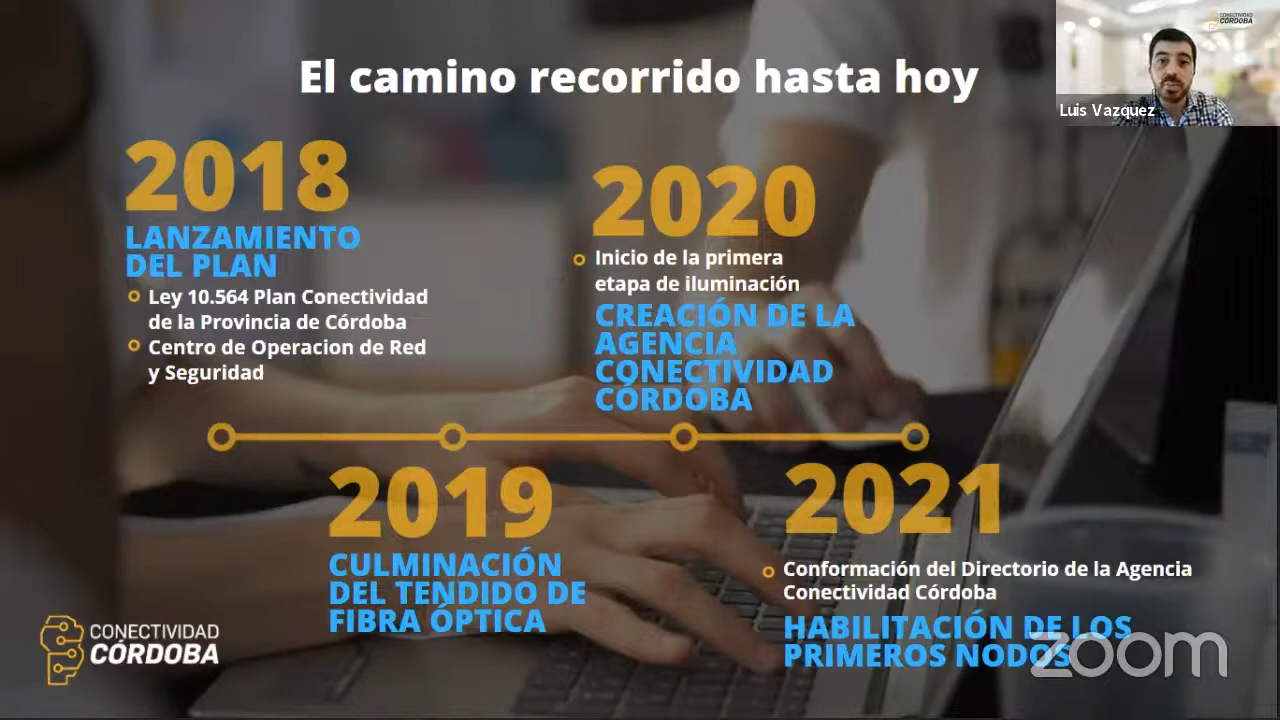 El camino recorrido hasta hoy
CONECTIVIDAD
CÓRDOBA
Luis Vazquez
2018
LANZAMIENTO
DEL PLAN
Ley 10.564 Plan Conectividad
de la Provincia de Córdoba
Centro de Operacion de Red
y Seguridad
2020
Inicio de la primera
etapa de iluminación
CREACIÓN DE LA
AGENCIA
CONECTIVIDAD
CÓRDOBA
2019
CULMINACIÓN
DEL TENDIDO DE
FIBRA ÓPTICA
2021
Conformación del Directorio de la Agencia
Conectividad Córdoba
HABILITACIÓN DE LOS
PRIMEROS NODOS
CONECTIVIDAD
CÓRDOBA
zoom